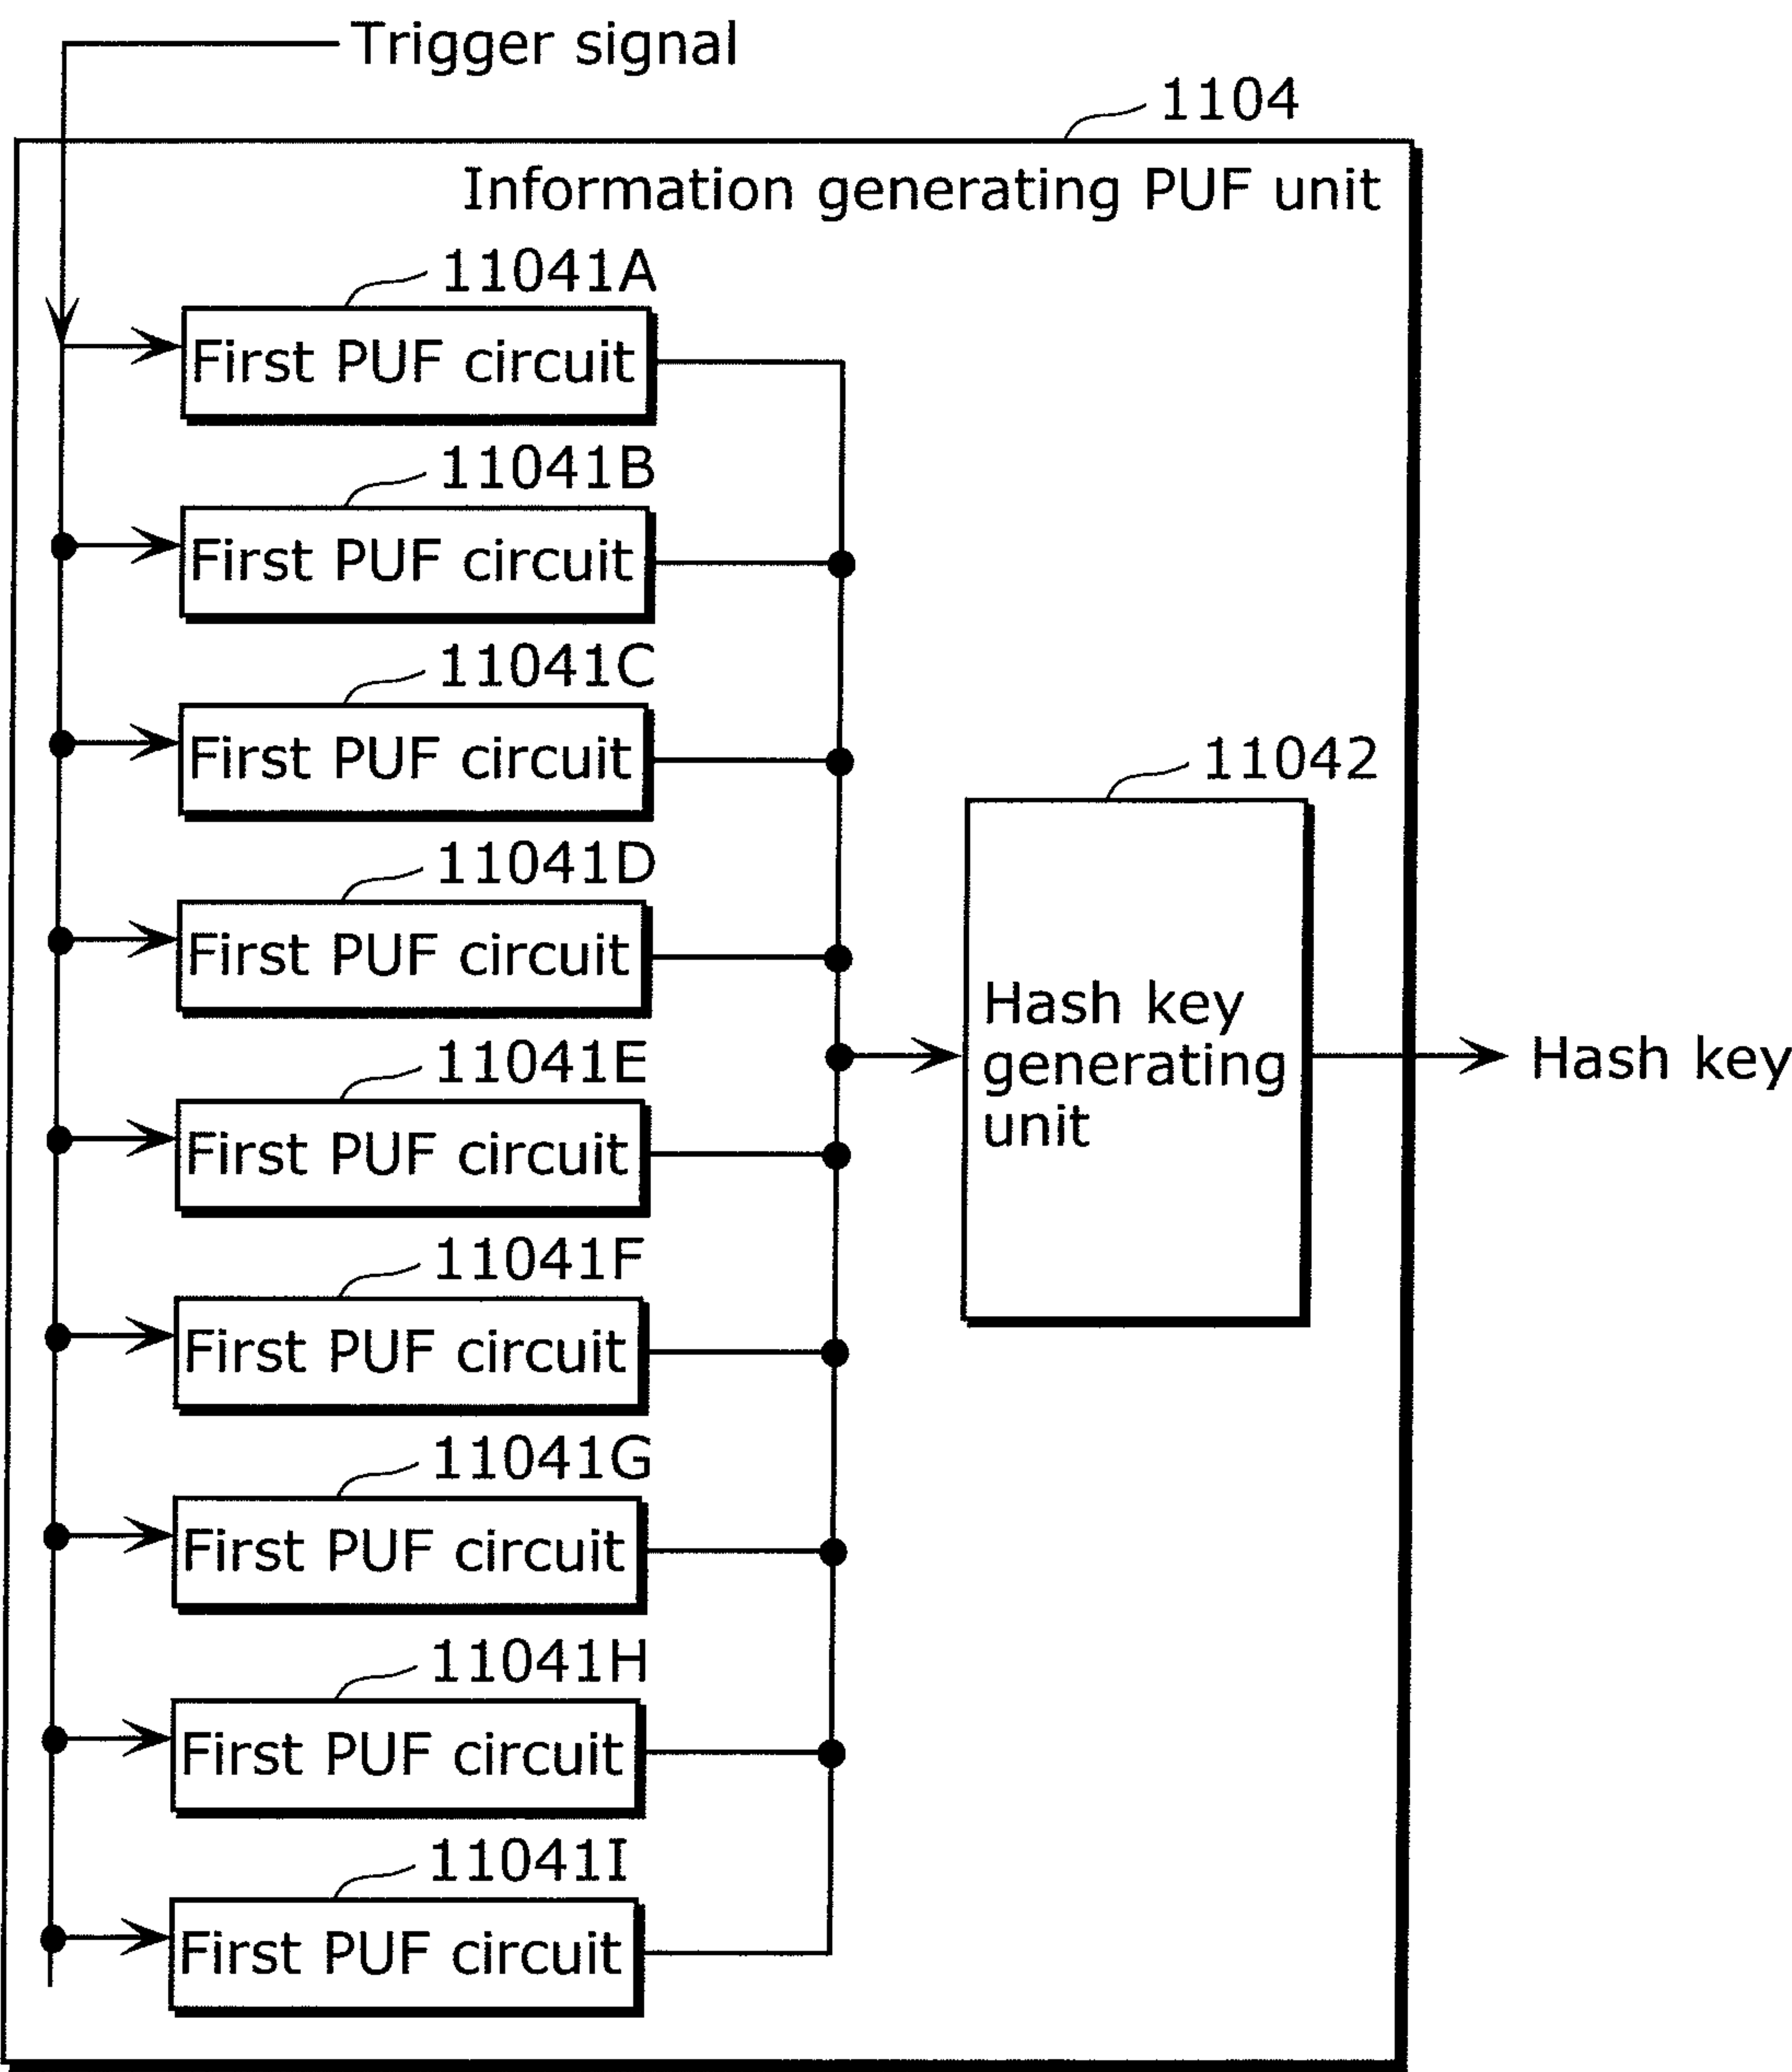 Trigger signal
1104
Information generating PUF unit
11041A
First PUF circuit
11041B
First PUF circuit
11041C
First PUF circuit
11041D
First PUF circuit
11041E
First PUF circuit
11041F
First PUF circuit
11041G
First PUF circuit
11041H
First PUF circuit
11041I
First PUF circuit
11042
Hash key
generating
unit
Hash key